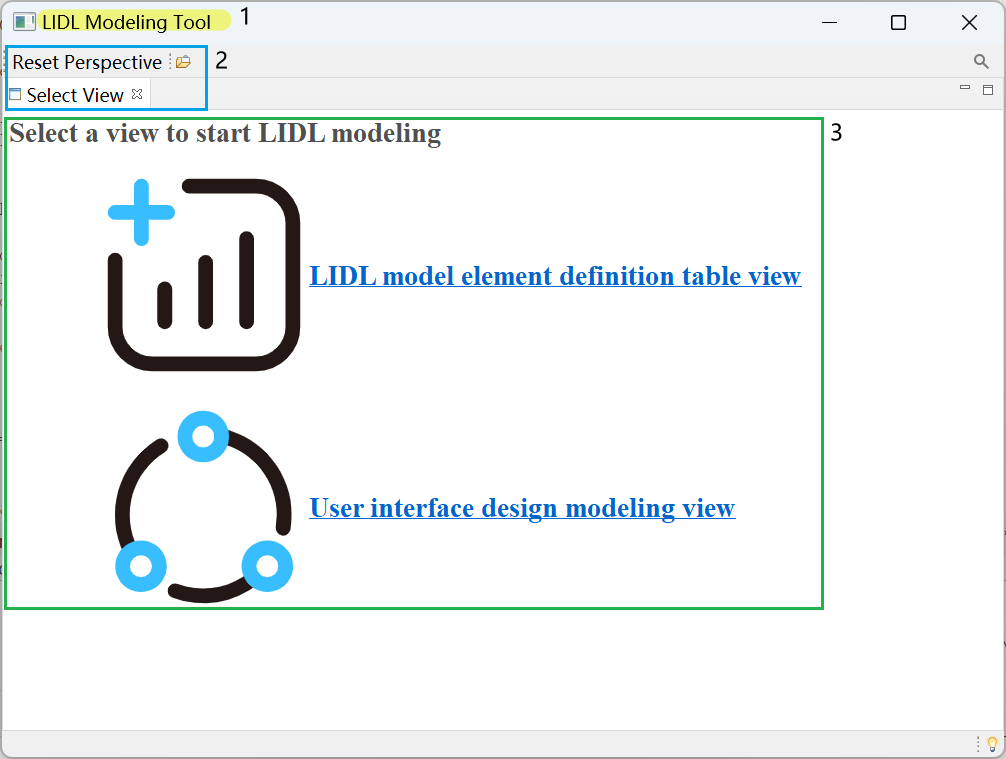 LIDL Modeling Tool 1
Reset Perspective 2
Select View
Select a view to start LIDL modeling 3
LIDL model element definition table view
User interface design modeling view